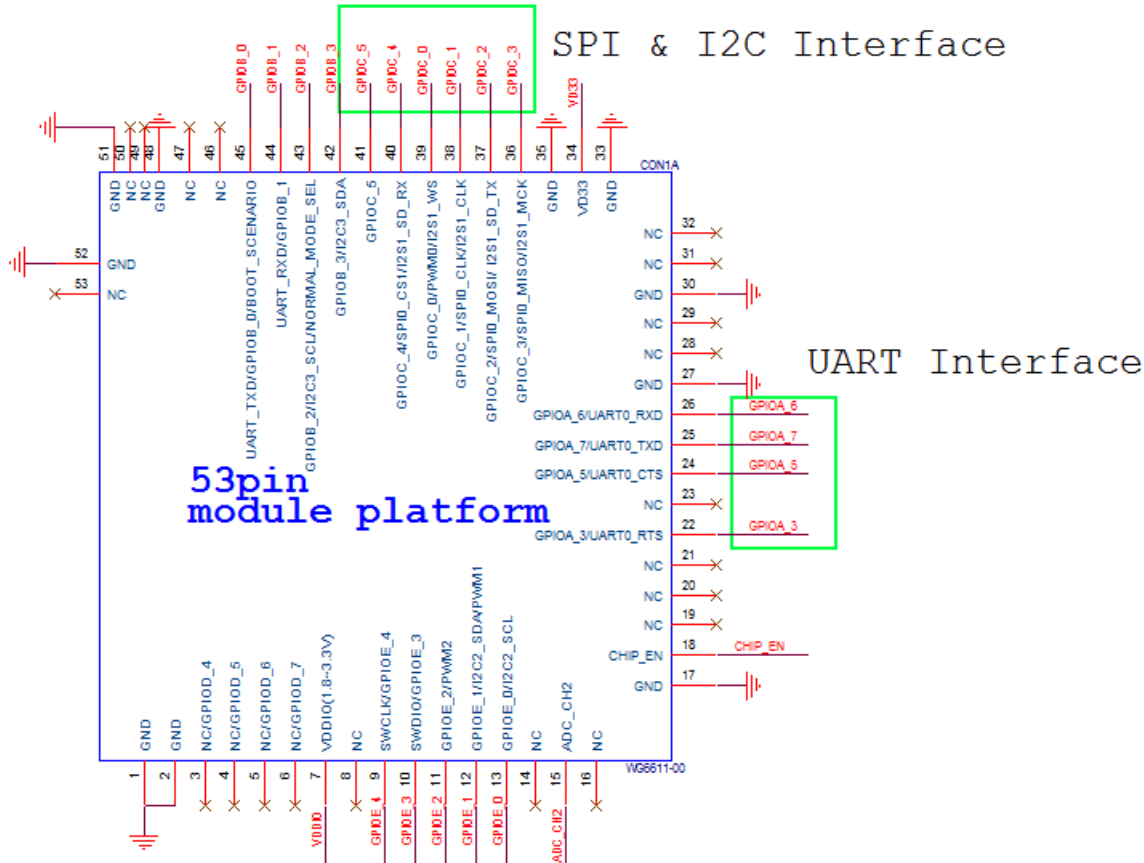 SPI & I2C Interface
GPIOB_0
GPIOB_1
GPIOB_2
GPIOB_3
GPIOC_5
GPIOC_4
GPIOC_0
GPIOC_1
GPIOC_2
GPIOC_3
VD33
51
50
49
48
47
46
45
44
43
42
41
40
39
38
37
36
35
34
33
CON1A
GND
NC
NC
GND
NC
NC
UART_TXD/GPIOB_0/BOOT_SCENARIO
UART_RXD/GPIOB_1
GPIOB_2/I2C3_SCL/NORMAL_MODE_SEL
GPIOB_3/I2C3_SDA
GPIOC_5
GPIOC_4/SPI0_CS1/I2S1_SD_RX
GPIOC_0/PWM0/I2S1_WS
GPIOC_1/SPI0_CLK/I2S1_CLK
GPIOC_2/SPI0_MOSI/ I2S1_SD_TX
GPIOC_3/SPI0_MISO/I2S1_MCK
GND
VD33
GND
52
GND
53
NC
NC 32
NC 31
GND 30
NC 29
NC 28
GND 27
UART Interface
GPIOA_6/UART0_RXD 26 GPIOA_6
GPIOA_7/UART0_TXD 25 GPIOA_7
GPIOA_5/UART0_CTS 24 GPIOA_5
NC 23
GPIOA_3/UART0_RTS 22 GPIOA_3
NC 21
NC 20
NC 19
CHIP_EN 18 CHIP_EN
GND 17
53pin
module platform
GND
GND
NC/GPIOD_4
NC/GPIOD_5
NC/GPIOD_6
NC/GPIOD_7
VDDIO(1.8~3.3V)
NC
SWCLK/GPIOE_4
SWDIO/GPIOE_3
GPIOE_2/PWM2
GPIOE_1/I2C2_SDA/PWM1
GPIOE_0/I2C2_SCL
NC
ADC_CH2
NC
WG6611-00
1
2
3
4
5
6
7
8
9
10
11
12
13
14
15
16
VDDIO
GPIOE_4
GPIOE_3
GPIOE_2
GPIOE_1
GPIOE_0
ADC_CH2